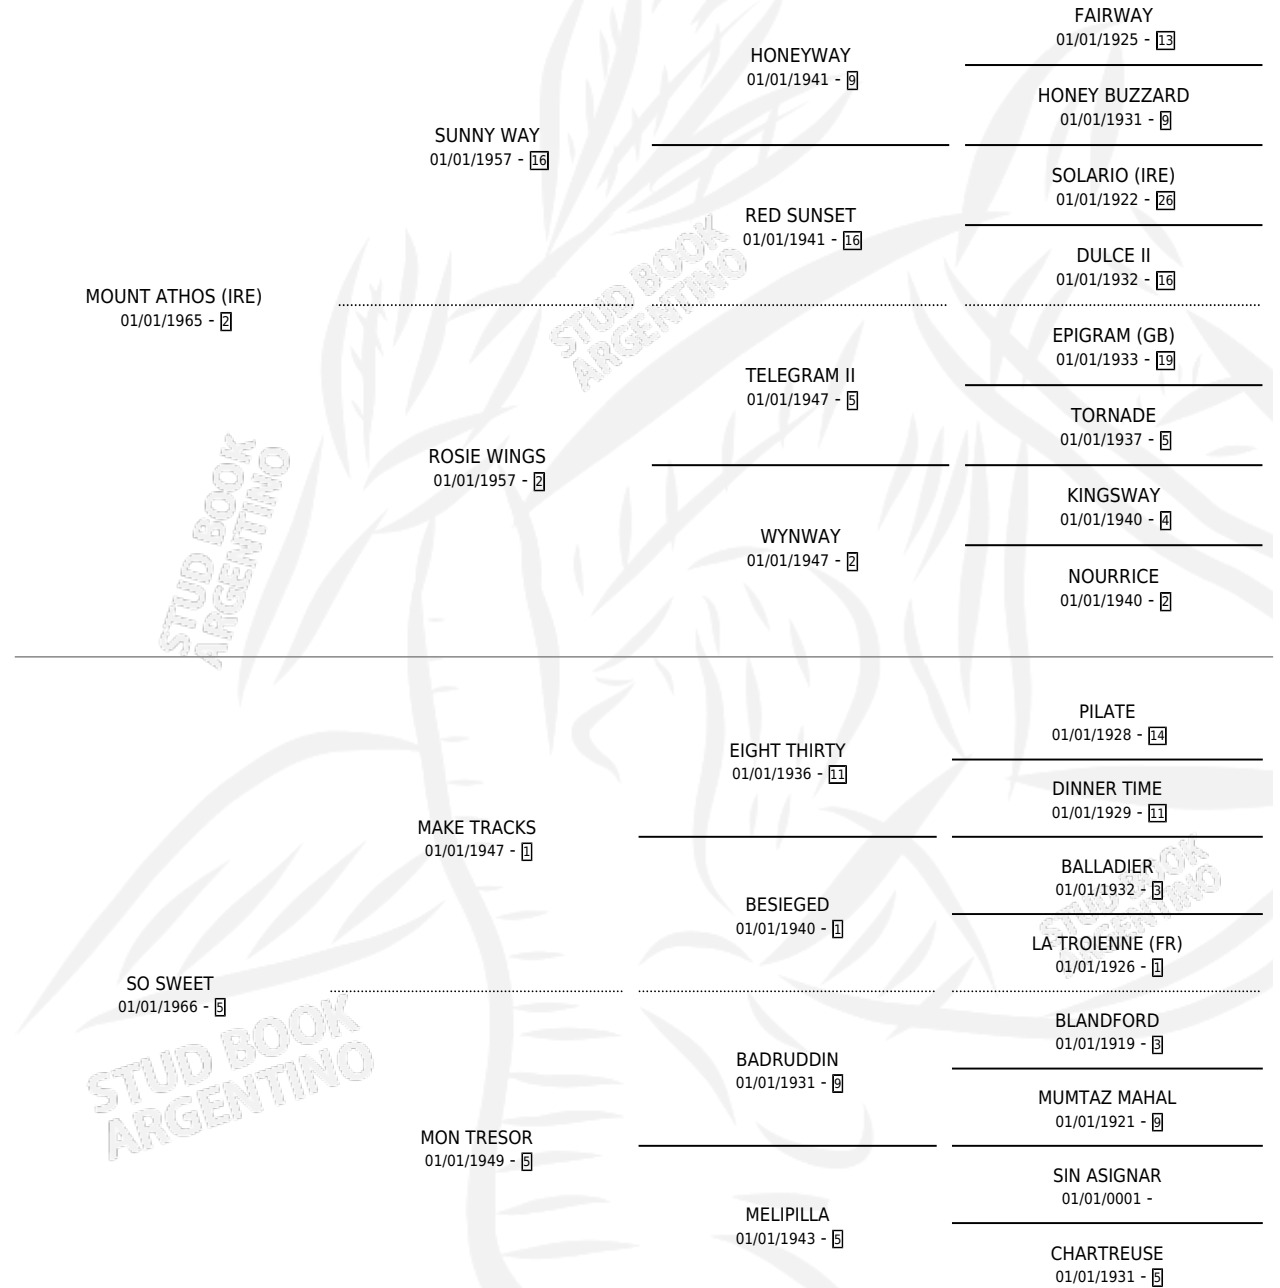 FAIRWAY
01/01/1925 - 13
HONEYWAY
01/01/1941 - 9
HONEY BUZZARD
01/01/1931 - 9
SUNNY WAY
01/01/1957 - 16
SOLARIO (IRE)
01/01/1922 - 26
RED SUNSET
01/01/1941 - 16
DULCE II
01/01/1932 - 16
MOUNT ATHOS (IRE)
01/01/1965 - 2
EPIGRAM (GB)
01/01/1933 - 19
TELEGRAM II
01/01/1947 - 5
TORNADE
01/01/1937 - 5
ROSIE WINGS
01/01/1957 - 2
KINGSWAY
01/01/1940 - 4
WYNWAY
01/01/1947 - 2
NOURRICE
01/01/1940 - 2
PILATE
01/01/1928 - 14
EIGHT THIRTY
01/01/1936 - 11
DINNER TIME
01/01/1929 - 11
MAKE TRACKS
01/01/1947 - 1
BALLADIER
01/01/1932 - 3
BESIEGED
01/01/1940 - 1
LA TROIENNE (FR)
01/01/1926 - 1
SO SWEET
01/01/1966 - 5
BLANDFORD
01/01/1919 - 3
BADRUDDIN
01/01/1931 - 9
MUMTAZ MAHAL
01/01/1921 - 9
MON TRESOR
01/01/1949 - 5
SIN ASIGNAR
01/01/0001 -
MELIPILLA
01/01/1943 - 5
CHARTREUSE
01/01/1931 - 5
STUD BOOK
ARGENTINO
STUD BOOK
ARGENTINO
STUD BOOK
ARGENTINO
STUD BOOK
ARGENTINO